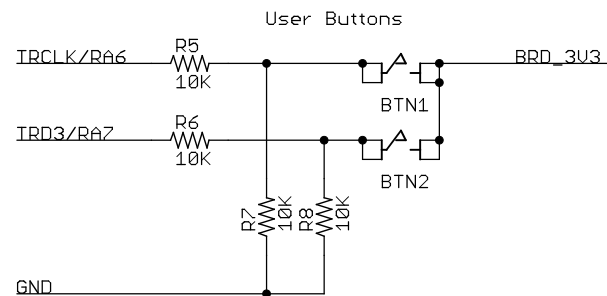 User Buttons
TRCLK/RA6
R5
10K
BRD_3V3
BTN1
TRD3/RA7
R6
10K
BTN2
R7
10K
R8
10K
GND